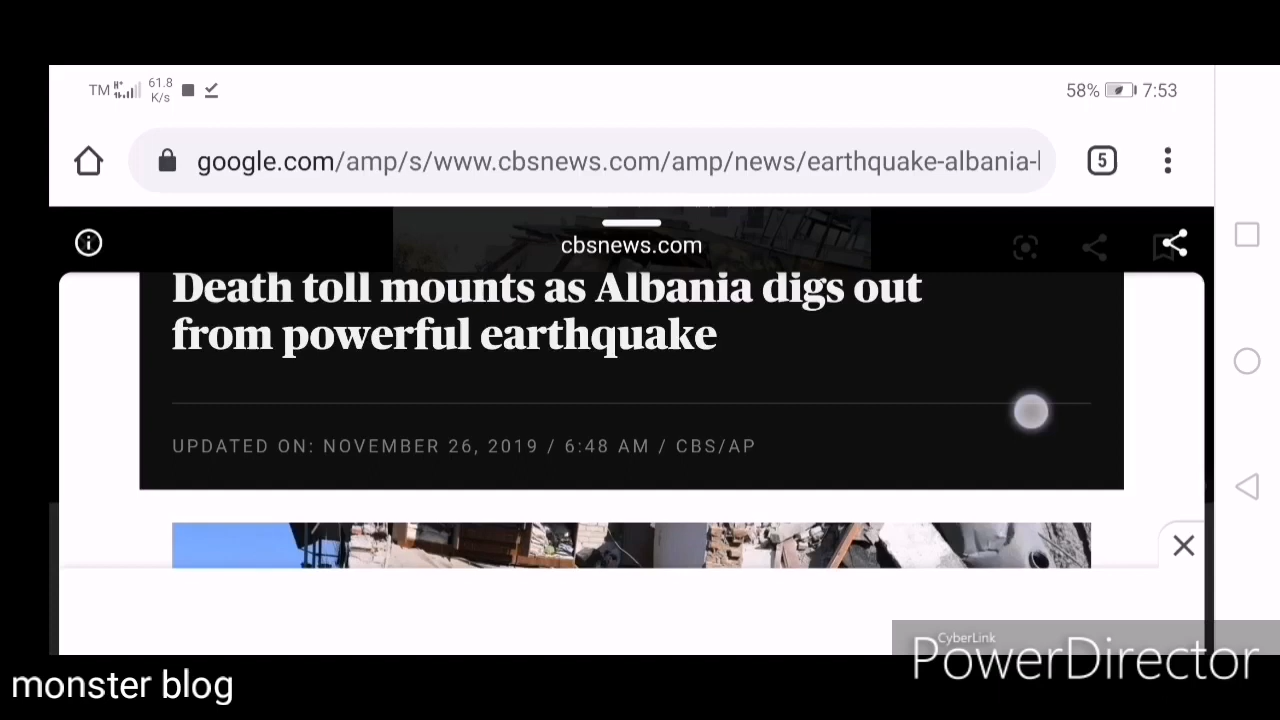 TM H+ 61.8 K/s 58% 7:53
google.com/amp/s/www.cbsnews.com/amp/news/earthquake-albania- 5
cbsnews.com
Death toll mounts as Albania digs out
from powerful earthquake
UPDATED ON: NOVEMBER 26, 2019 / 6:48 AM / CBS/AP
CyberLink
PowerDirector
monster blog